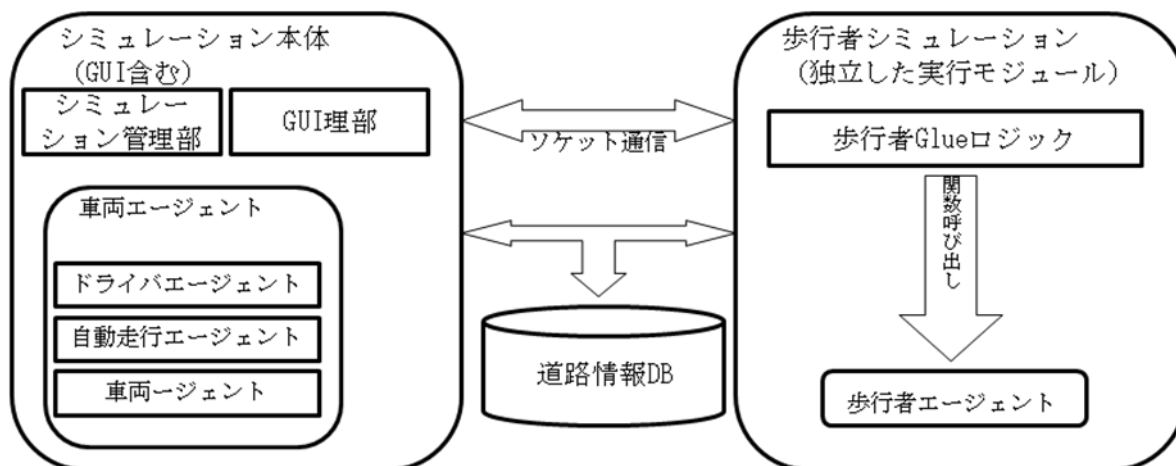 シミュレーション本体
（GUI含む）
シミュレー
ション管理部
GUI理部
車両エージェント
ドライバエージェント
自動走行エージェント
車両ージェント
ソケット通信
道路情報DB
歩行者シミュレーション
（独立した実行モジュール）
歩行者Glueロジック
関数呼び出し
歩行者エージェント